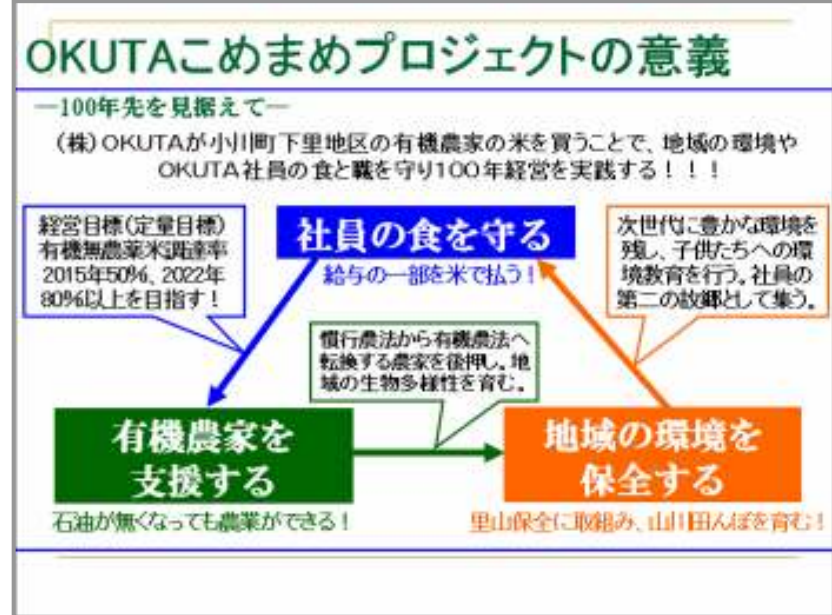 OKUTAこめまめプロジェクトの意義
―100年先を見据えて―
(株)OKUTAが小川町下里地区の有機農家の米を買うことで、地域の環境や
OKUTA社員の食と職を守り100年経営を実践する!!!
経営目標(定量目標)
有機無農薬米調達率
2015年50%、2022年
80%以上を目指す!
社員の食を守る
給与の一部を米で払う!
次世代に豊かな環境を
残し、子供たちへの環
境教育を行う。社員の
第二の故郷として集う。
慣行農法から有機農法へ
転換する農家を後押し。地
域の生物多様性を育む。
有機農家を
支援する
石油が無くなっても農業ができる!
地域の環境を
保全する
里山保全に取組み、山川田んぼを育む!